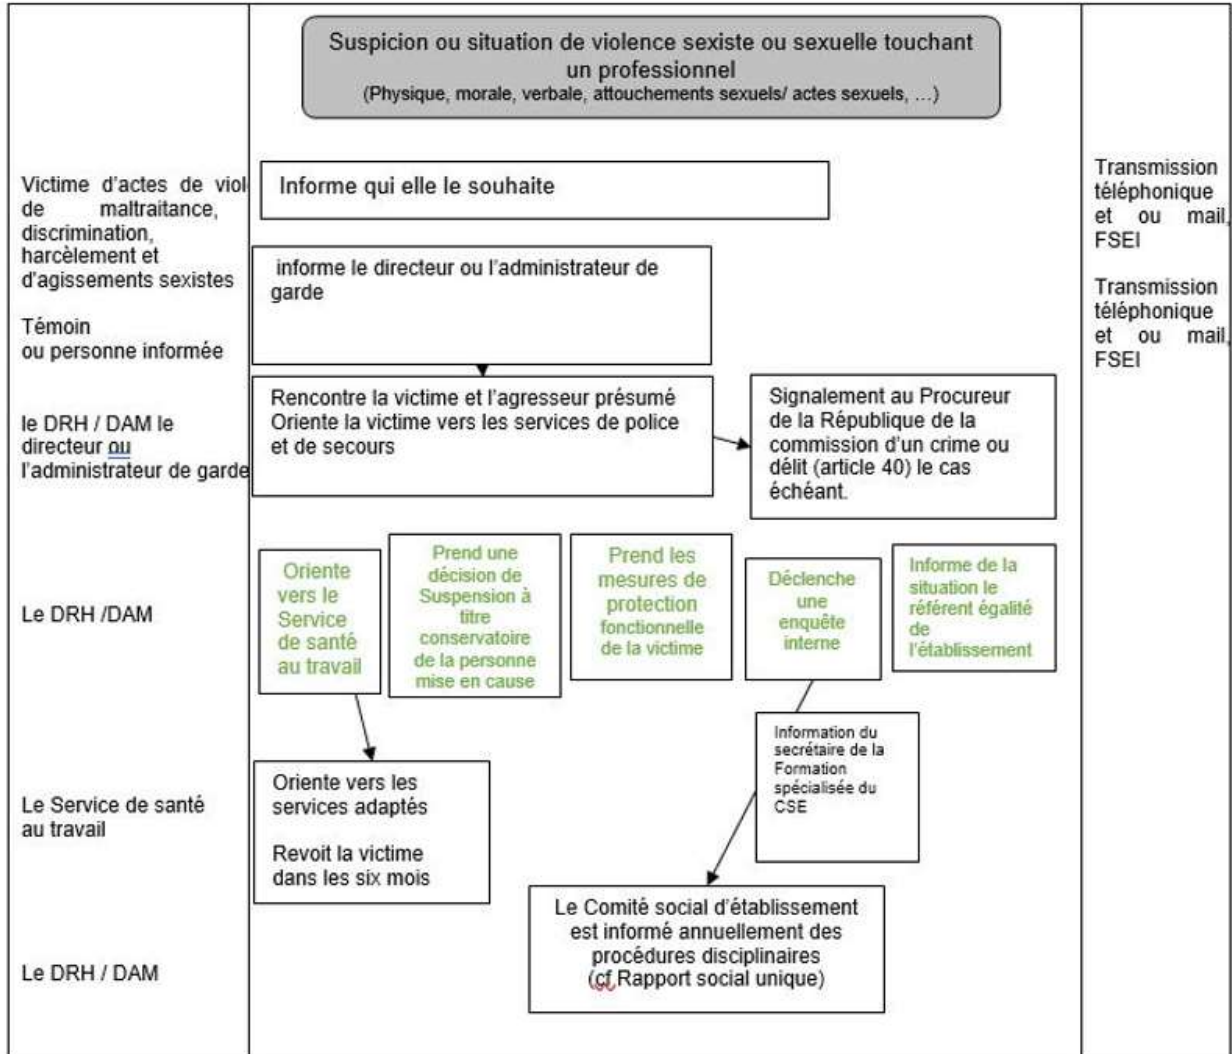 Suspicion ou situation de violence sexiste ou sexuelle touchant
un professionnel
(Physique, morale, verbale, attouchements sexuels/ actes sexuels, …)
Victime d'actes de viol
de maltraitance,
discrimination,
harcèlement et
d'agissements sexistes
Informe qui elle le souhaite
Transmission
téléphonique
et ou mail,
FSEI
Témoin
ou personne informée
informe le directeur ou l'administrateur de
garde
Transmission
téléphonique
et ou mail,
FSEI
le DRH / DAM le
directeur ou
l'administrateur de garde
Rencontre la victime et l'agresseur présumé
Oriente la victime vers les services de police
et de secours
Signalement au Procureur
de la République de la
commission d'un crime ou
délit (article 40) le cas
échéant.
Le DRH /DAM
Oriente
vers le
Service
de santé
au travail
Prend une
décision de
Suspension à
titre
conservatoire
de la personne
mise en cause
Prend les
mesures de
protection
fonctionnelle
de la victime
Déclenche
une
enquête
interne
Informe de la
situation le
référent égalité
de
l'établissement
Information du
secrétaire de la
Formation
spécialisée du
CSE
Le Service de santé
au travail
Oriente vers les
services adaptés
Revoit la victime
dans les six mois
Le DRH / DAM
Le Comité social d'établissement
est informé annuellement des
procédures disciplinaires
(cf Rapport social unique)